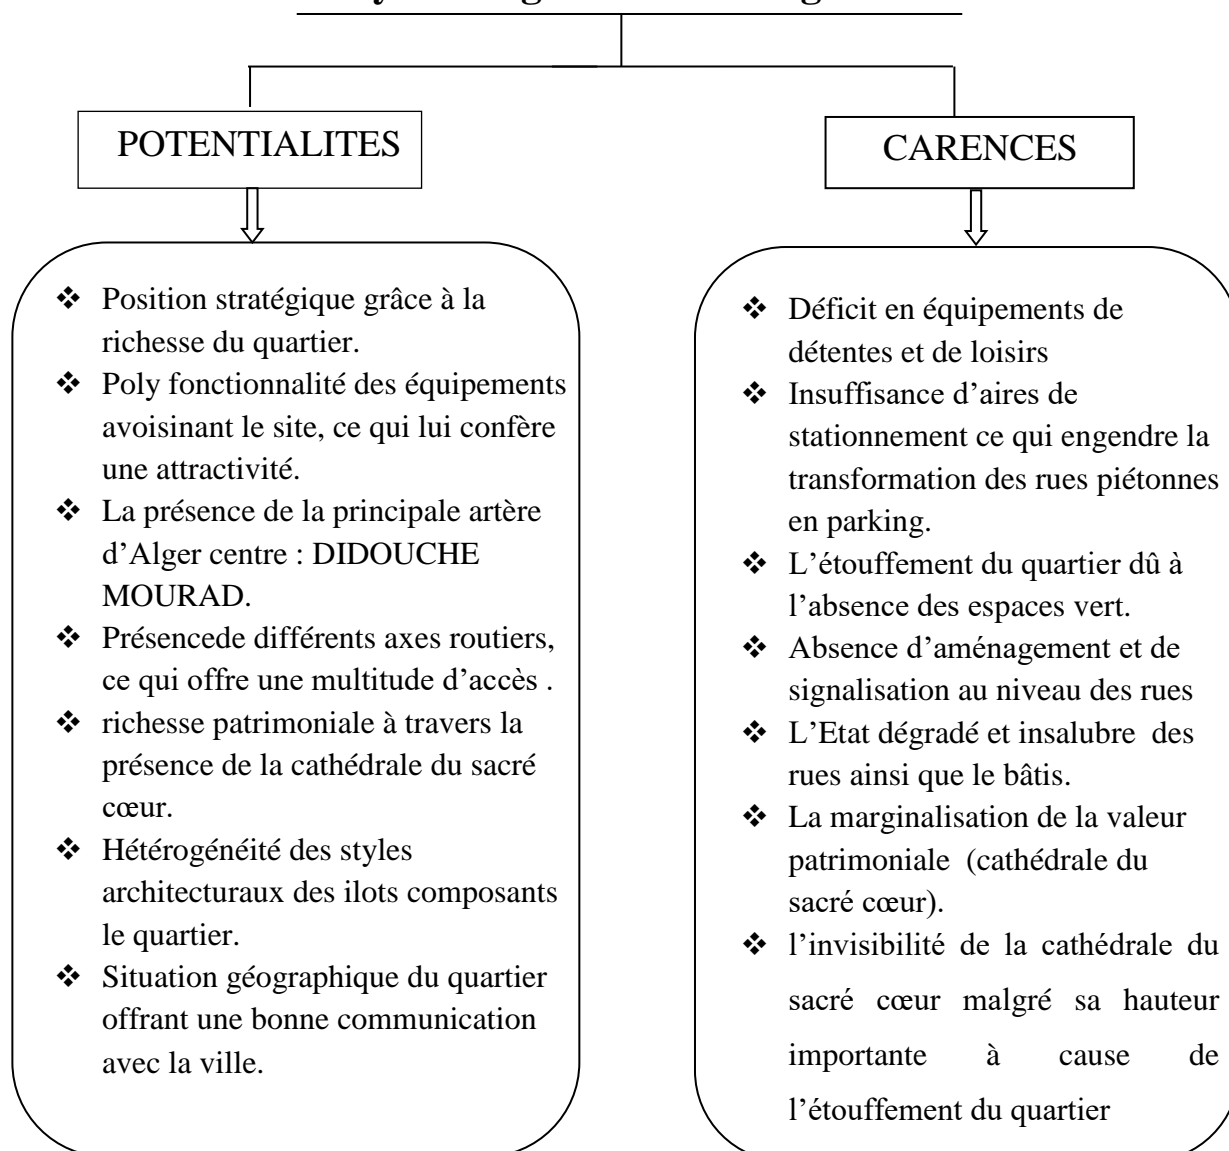 POTENTIALITES
❖ Position stratégique grâce à la
richesse du quartier.
❖ Poly fonctionnalité des équipements
avoisinant le site, ce qui lui confère
une attractivité.
❖ La présence de la principale artère
d’Alger centre : DIDOUCHE
MOURAD.
❖ Présencede différents axes routiers,
ce qui offre une multitude d’accès .
❖ richesse patrimoniale à travers la
présence de la cathédrale du sacré
cœur.
❖ Hétérogénéité des styles
architecturaux des ilots composants
le quartier.
❖ Situation géographique du quartier
offrant une bonne communication
avec la ville.
CARENCES
❖ Déficit en équipements de
détentes et de loisirs
❖ Insuffisance d’aires de
stationnement ce qui engendre la
transformation des rues piétonnes
en parking.
❖ L’étouffement du quartier dû à
l’absence des espaces vert.
❖ Absence d’aménagement et de
signalisation au niveau des rues
❖ L’Etat dégradé et insalubre des
rues ainsi que le bâtis.
❖ La marginalisation de la valeur
patrimoniale (cathédrale du
sacré cœur).
❖ l’invisibilité de la cathédrale du
sacré cœur malgré sa hauteur
importante à cause de
l’étouffement du quartier